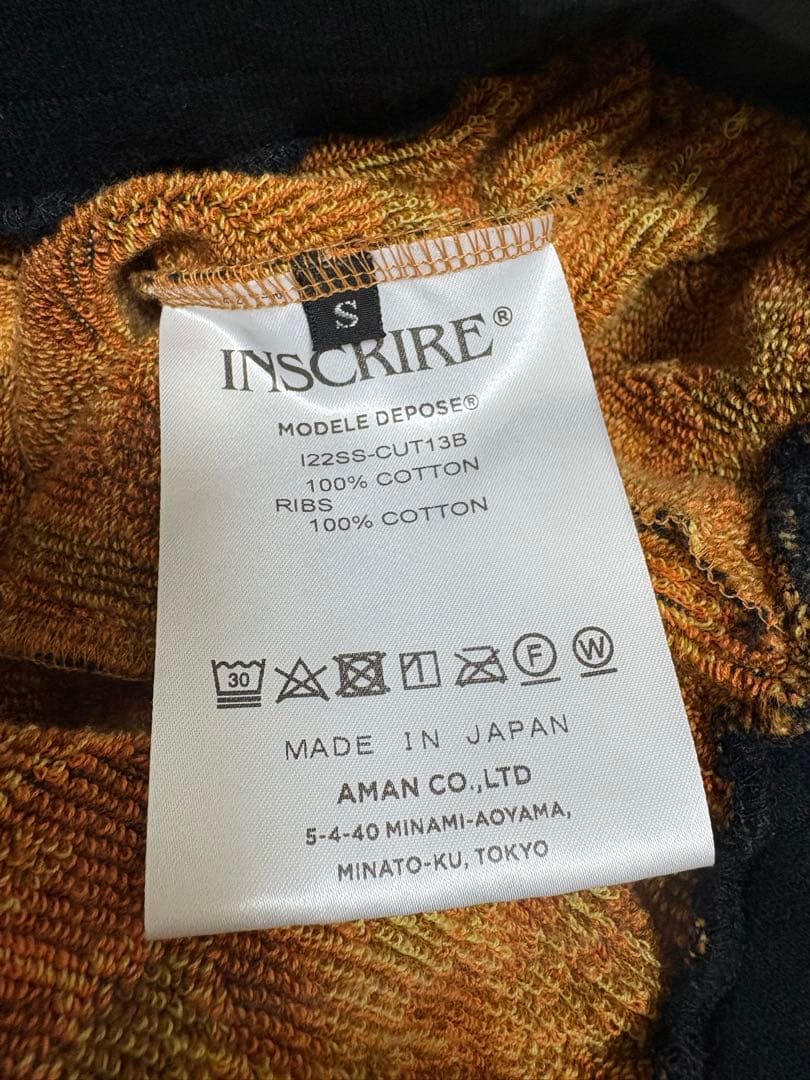 S
INSCRIRE®
MODELE DEPOSE®
I22SS-CUT13B
100% COTTON
RIBS
100% COTTON
30
F
W
MADE IN JAPAN
AMAN CO.,LTD
5-4-40 MINAMI-AOYAMA,
MINATO-KU, TOKYO